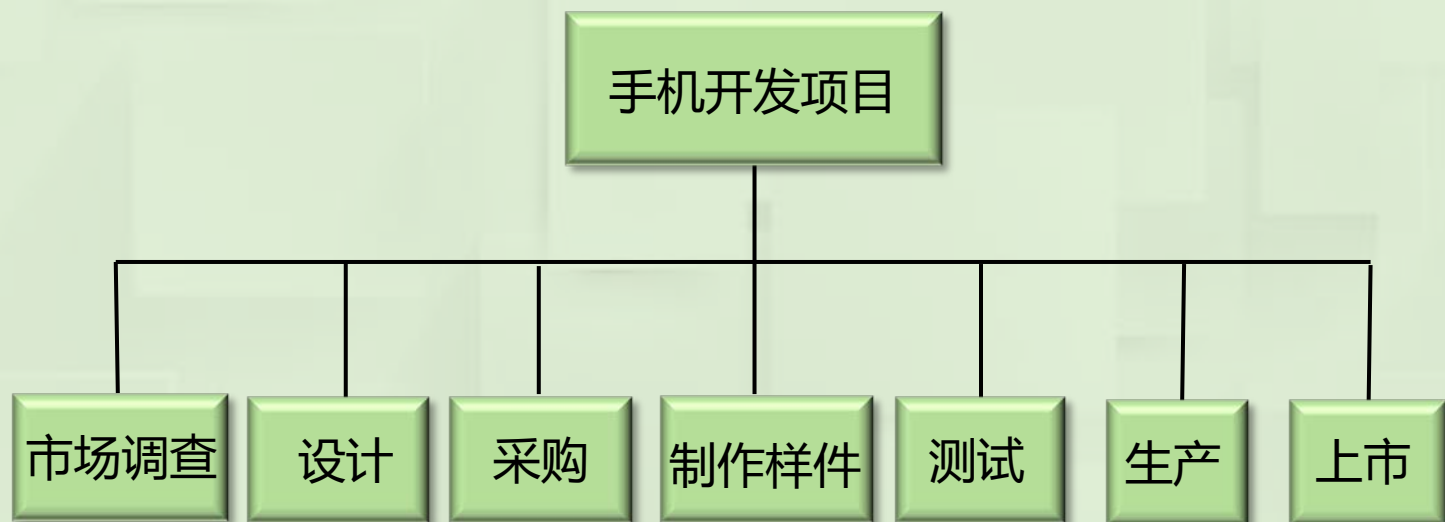 手机开发项目
市场调查
设计
采购
制作样件
测试
生产
上市